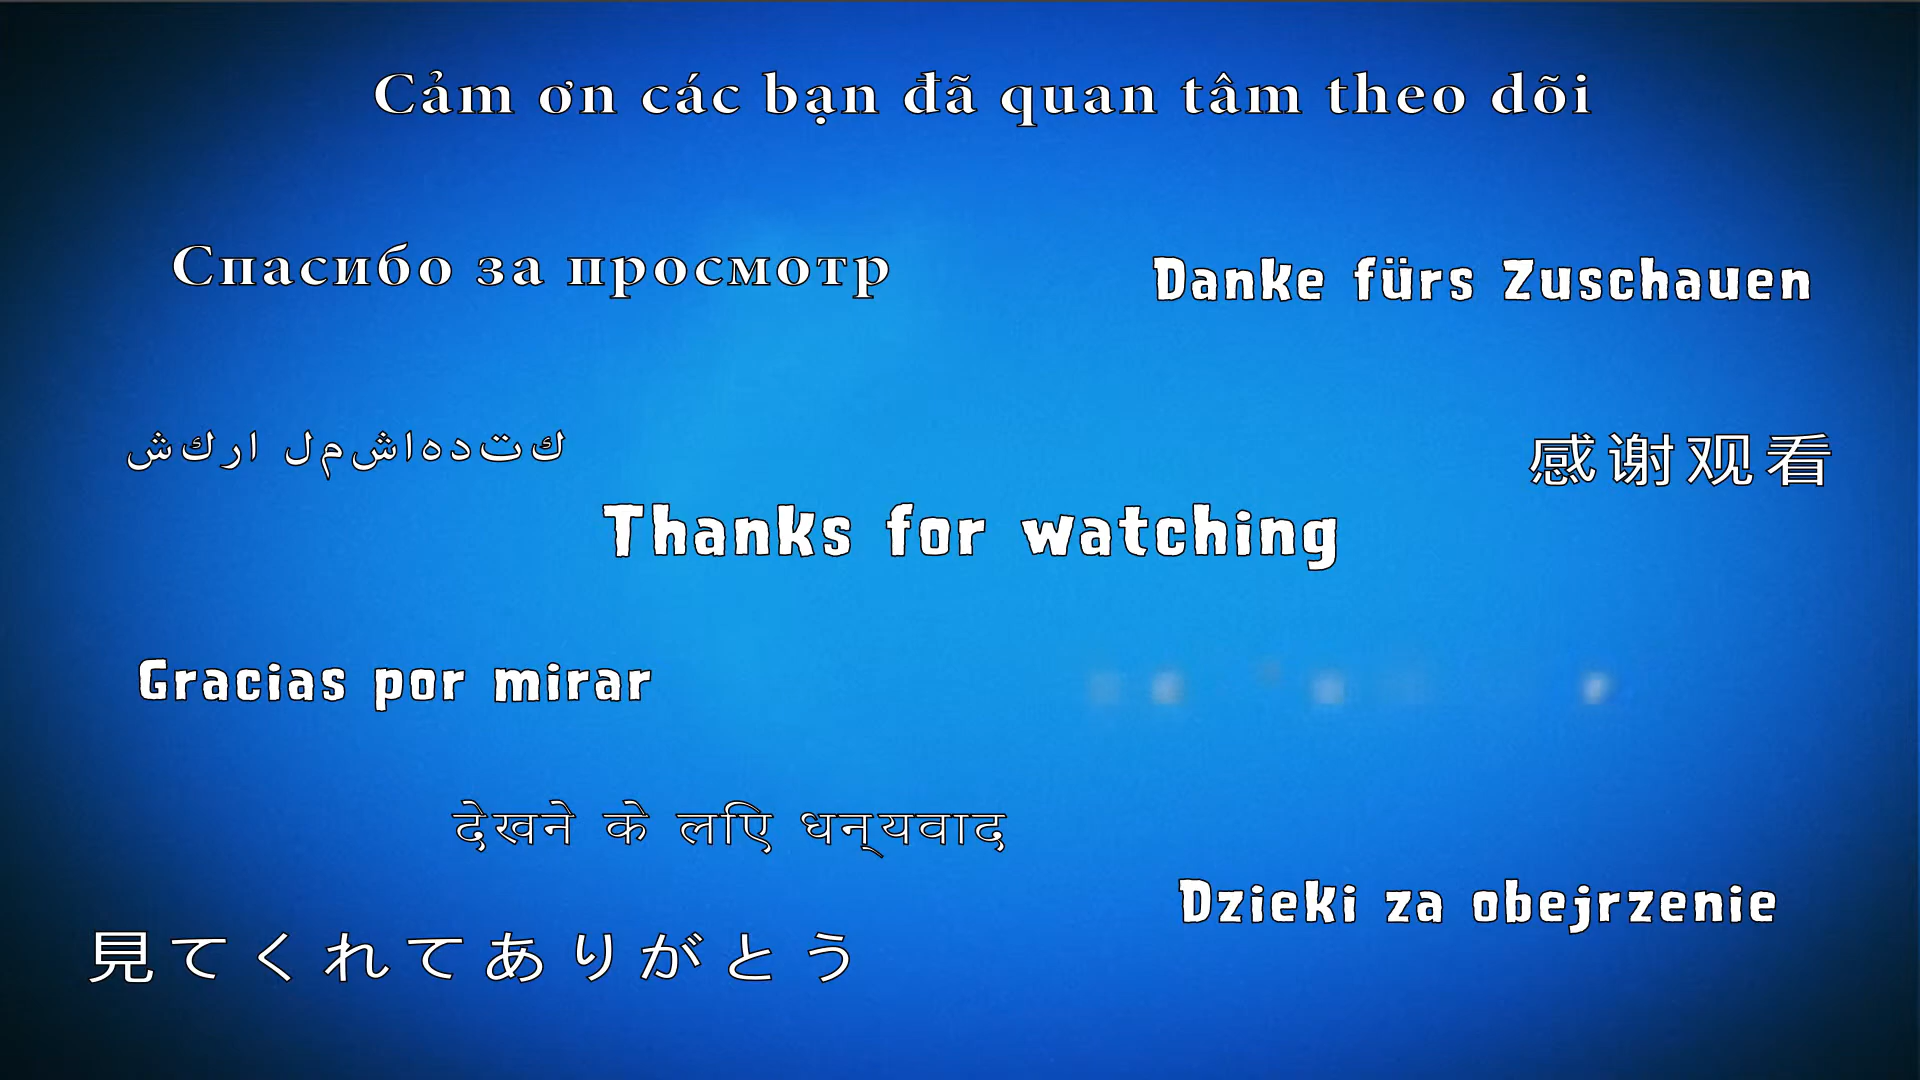 Cảm ơn các bạn đã quan tâm theo dõi
Спасибо за просмотр
Danke fürs Zuschauen
شكرا لمشاهدتك
感谢观看
Thanks for watching
Gracias por mirar
देखने के लिए धन्यवाद
Dzieki za obejrzenie
見てくれてありがとう